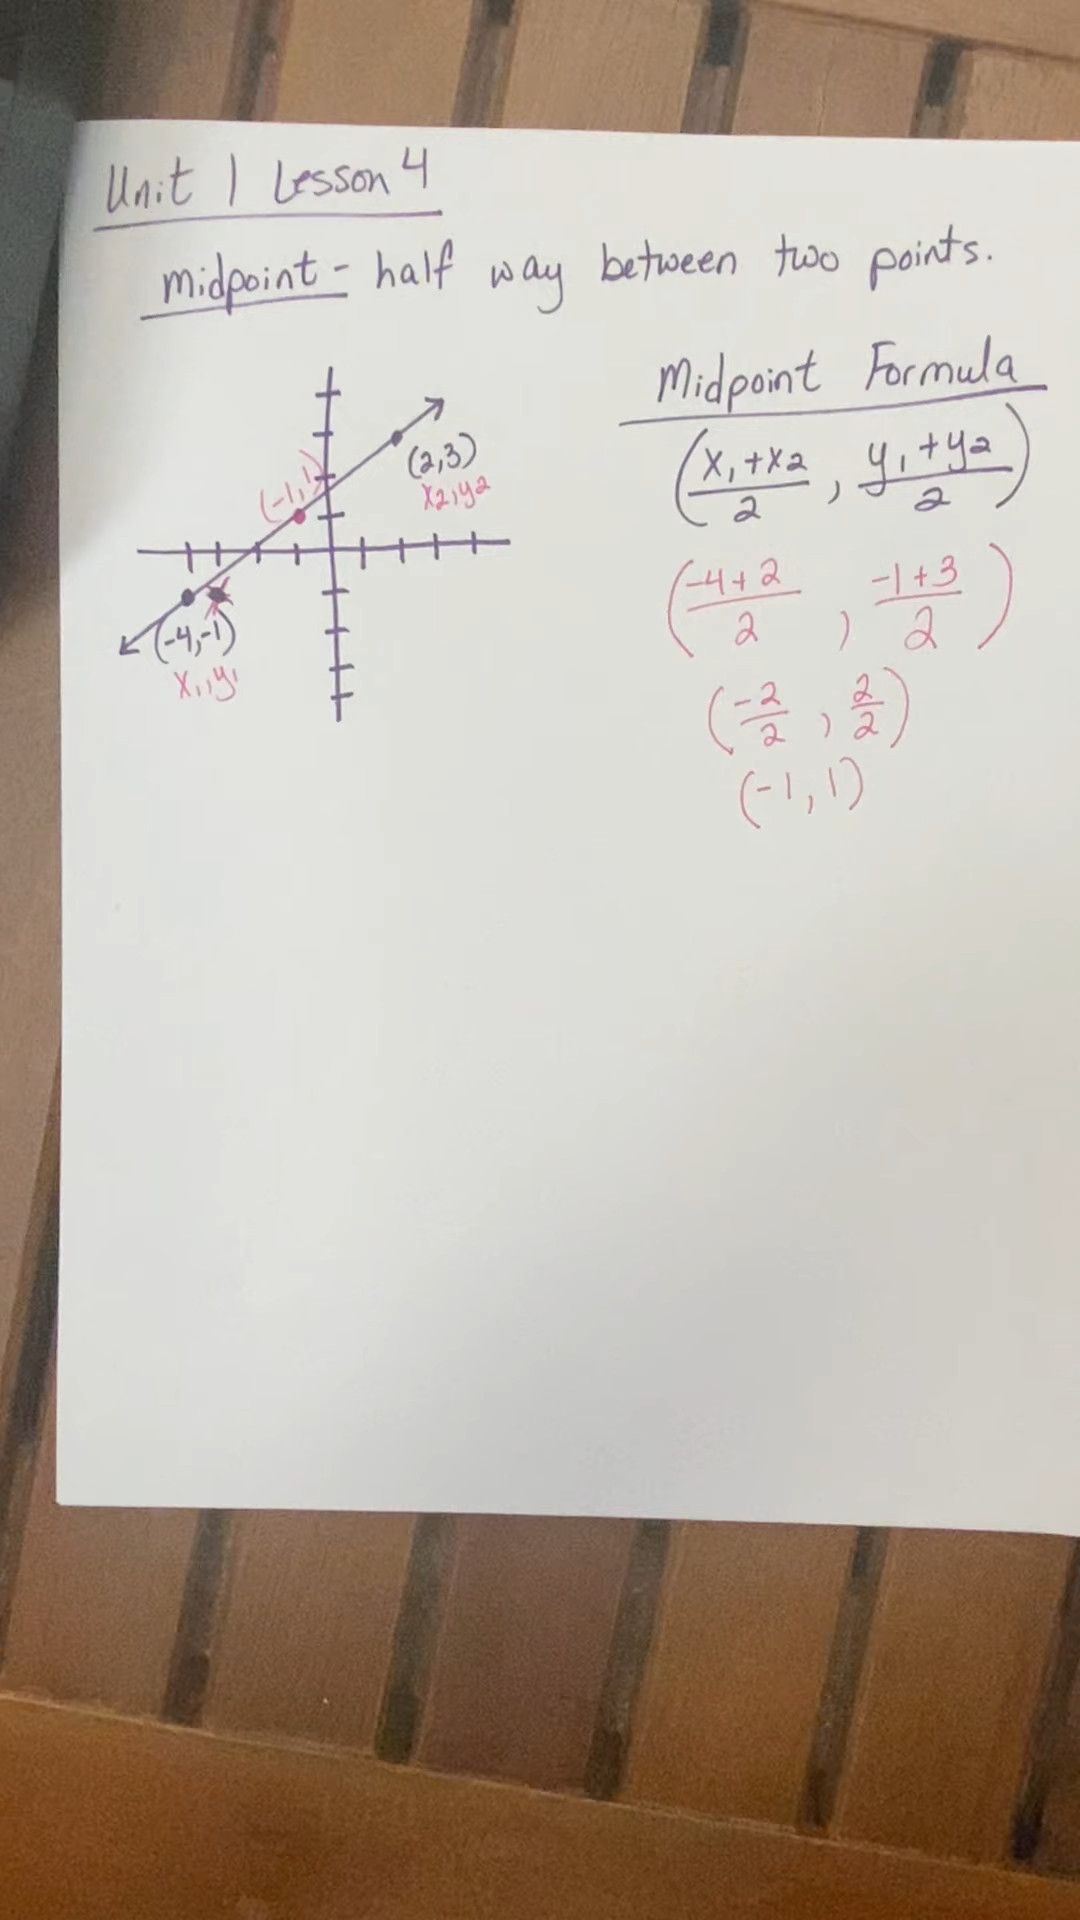 Unit 1 Lesson 4
midpoint - half way between two points.
(2,3)
x2,y2
(-1,1)
(-4,-1)
x1,y1
Midpoint Formula
(x1+x2/2, y1+y2/2)
(-4+2/2, -1+3/2)
(-2/2, 2/2)
(-1,1)